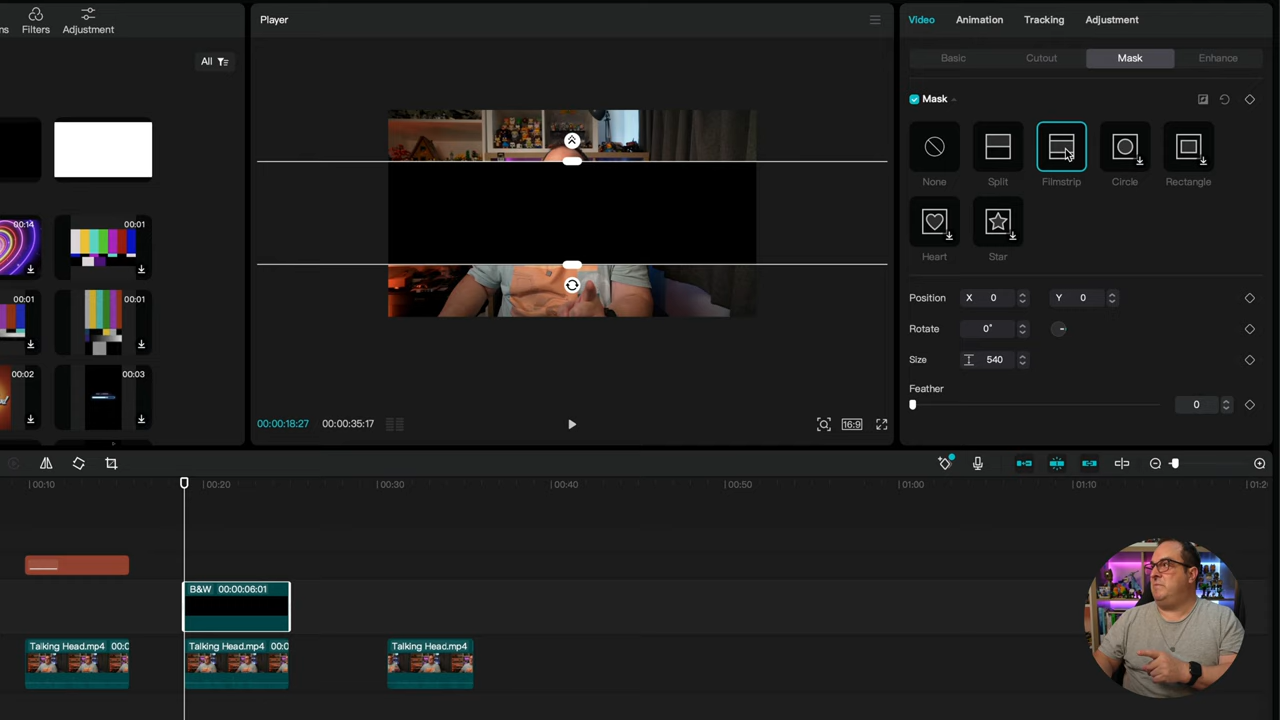 Filters
Adjustment
Player
Video
Animation
Tracking
Adjustment
All
Basic
Cutout
Mask
Enhance
Mask
None
Split
Filmstrip
Circle
Rectangle
Heart
Star
00:14
00:01
00:01
00:01
00:02
00:03
Position
X
0
Y
0
Rotate
0°
Size
540
Feather
0
00:00:18:27
00:00:35:17
16:9
00:10
00:20
00:30
00:40
00:50
01:00
01:10
01:20
B&W 00:00:06:01
Talking Head.mp4
Talking Head.mp4
Talking Head.mp4